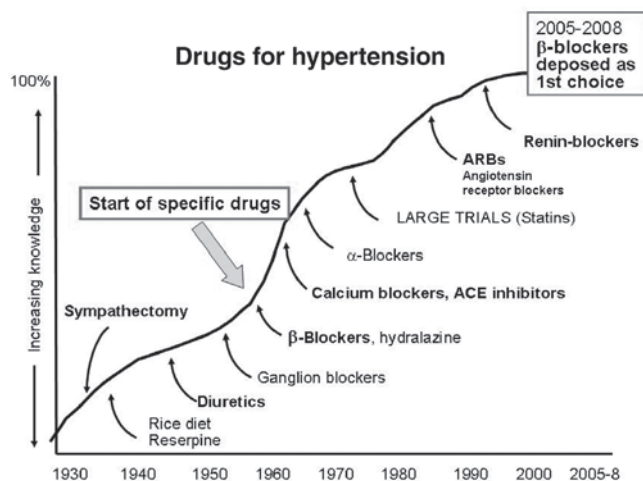 Drugs for hypertension
2005-2008
β-blockers
deposed as
1st choice
100%
Increasing knowledge
Renin-blockers
ARBs
Angiotensin
receptor blockers
Start of specific drugs
LARGE TRIALS (Statins)
α-Blockers
Calcium blockers, ACE inhibitors
Sympathectomy
β-Blockers, hydralazine
Ganglion blockers
Diuretics
Rice diet
Reserpine
1930 1940 1950 1960 1970 1980 1990 2000 2005-8